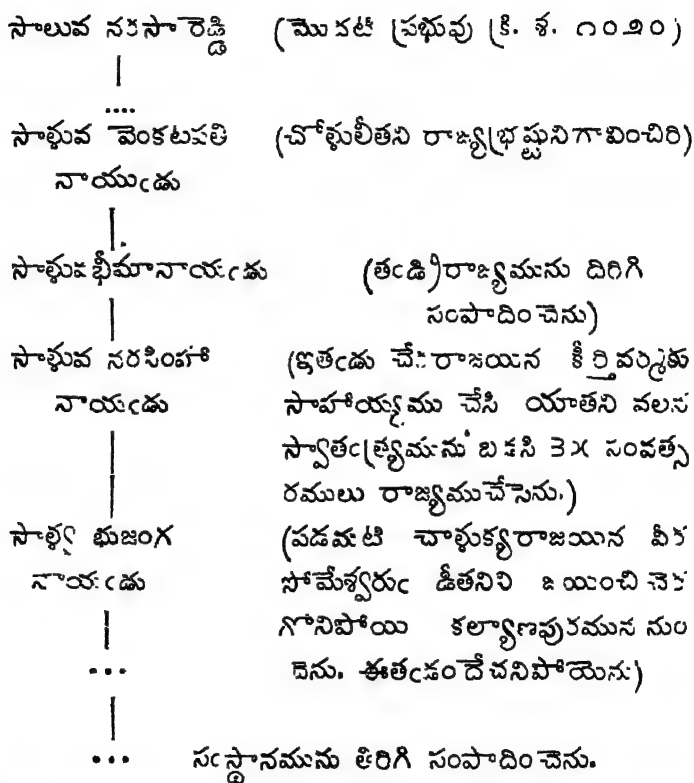 సాలువ నరసా రెడ్డి (మొదటి ప్రభువు క్రి. శ. ౧౦౨౦)
....
సాళువ వెంకటపతి (చోళులీతని రాజ్యభ్రష్టునిగావించిరి)
నాయుఁడు
సాళువ భీమానాయఁడు (తండ్రి రాజ్యమును దిరిగి
సంపాదించెను)
సాళువ నరసింహా (ఇతఁడు చేదిరాజయిన కీర్తివర్మకు
నాయఁడు సాహాయ్యము చేసి యాతని వలన
స్వాతంత్ర్యమును బడసి 3౫ సంవత్స
రములు రాజ్యముచేసెను.)
సాళ్వ భుజంగ (పడమటి చాళుక్యరాజయిన వీర
నాయఁడు సోమేశ్వరుఁ డీతనిని జయించి చెర
గొనిపోయి కల్యాణపురమున నుం
చెను. ఈతఁడందేచనిపోయెను)
...
... సంస్థానమును తిరిగి సంపాదించెను.